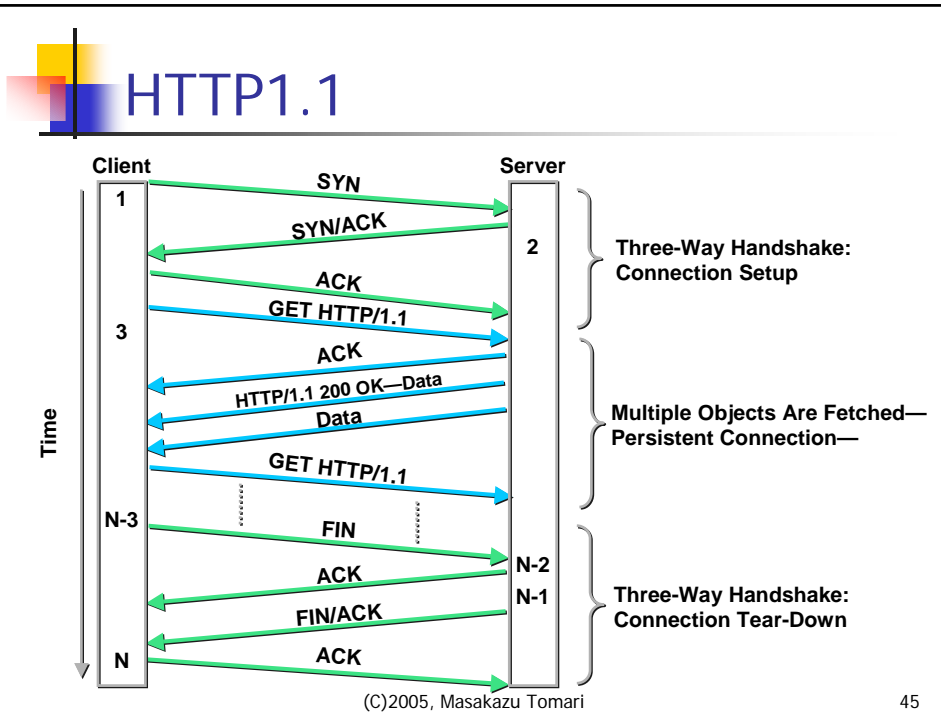 HTTP1.1
Client
Server
SYN
1
SYN/ACK
2
Three-Way Handshake:
Connection Setup
ACK
GET HTTP/1.1
3
ACK
HTTP/1.1 200 OK—Data
Data
Multiple Objects Are Fetched—
Persistent Connection—
Time
GET HTTP/1.1
N-3
FIN
N-2
ACK
N-1
Three-Way Handshake:
Connection Tear-Down
FIN/ACK
ACK
N
(C)2005, Masakazu Tomari
45